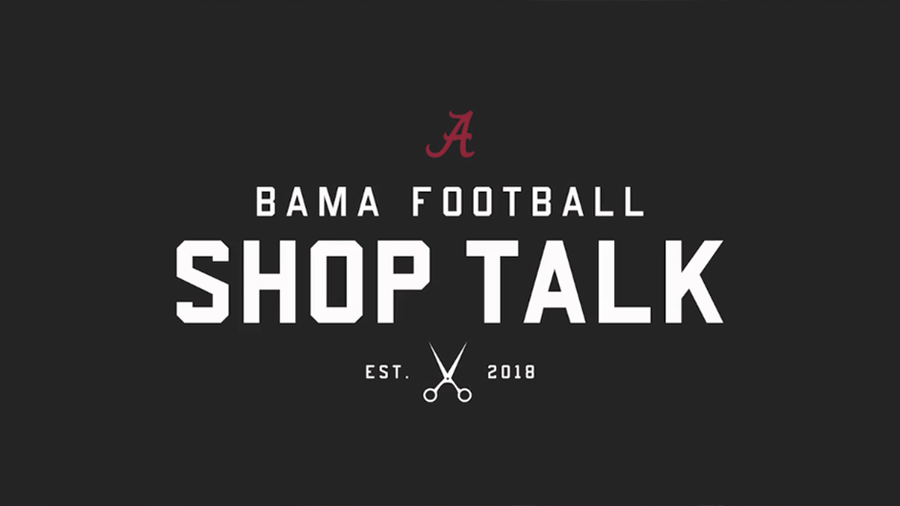 A
BAMA FOOTBALL
SHOP TALK
EST. 2018